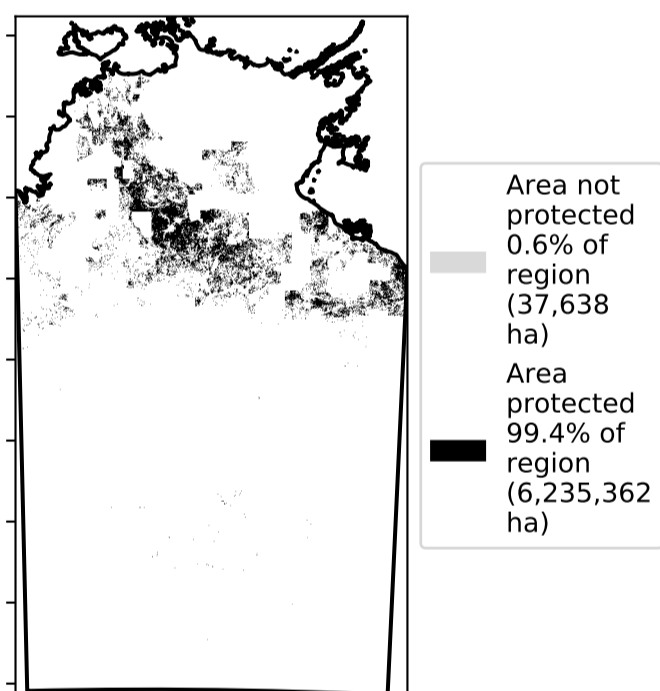 Area not
protected
0.6% of
region
(37,638
ha)
Area
protected
99.4% of
region
(6,235,362
ha)